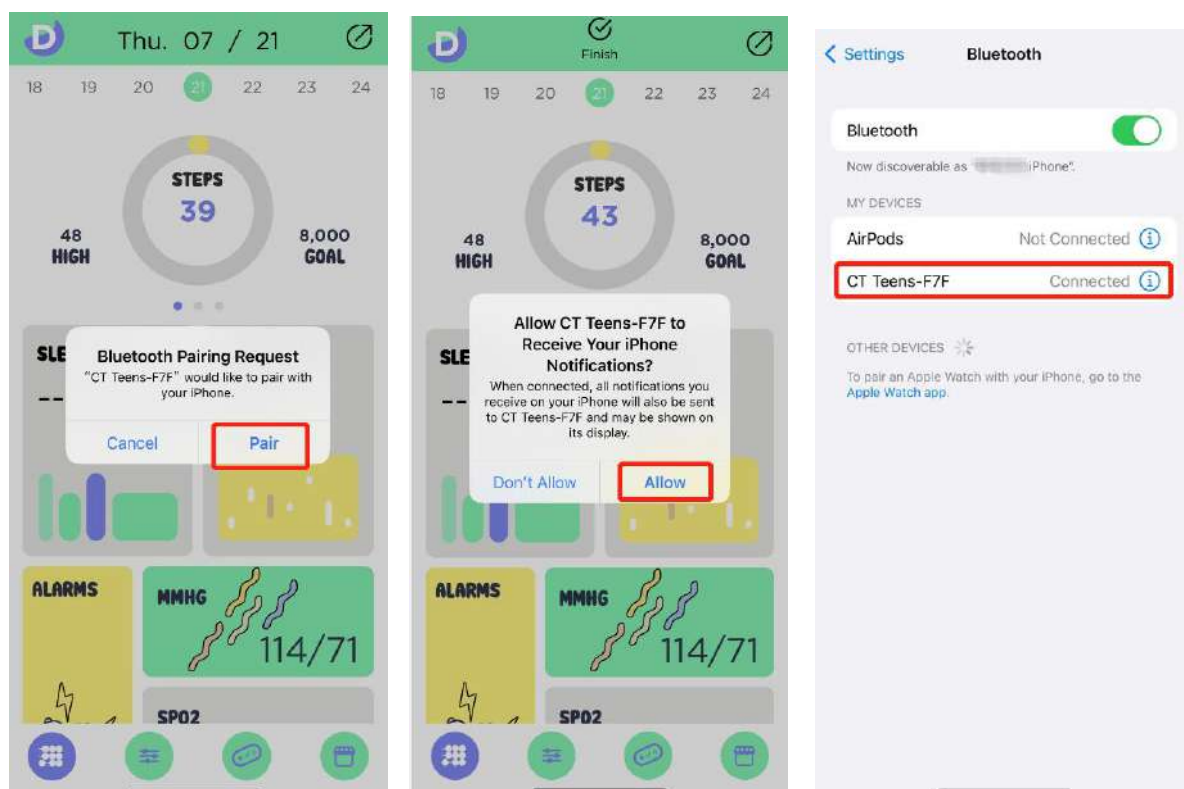 D
Thu. 07 / 21
18 19 20 21 22 23 24
STEPS
39
48
HIGH
8,000
GOAL
SLE
Bluetooth Pairing Request
"CT Teens-F7F" would like to pair with
your iPhone.
--
Cancel
Pair
ALARMS
MMHG
114/71
SPO2
D
Finish
18 19 20 21 22 23 24
STEPS
43
48
HIGH
8,000
GOAL
SLE
Allow CT Teens-F7F to
Receive Your iPhone
Notifications?
When connected, all notifications you
receive on your iPhone will also be sent
to CT Teens-F7F and may be shown on
its display.
--
Don't Allow
Allow
ALARMS
MMHG
114/71
SPO2
Settings
Bluetooth
Bluetooth
Now discoverable as iPhone".
MY DEVICES
AirPods Not Connected
CT Teens-F7F Connected
OTHER DEVICES
To pair an Apple Watch with your iPhone, go to the
Apple Watch app.